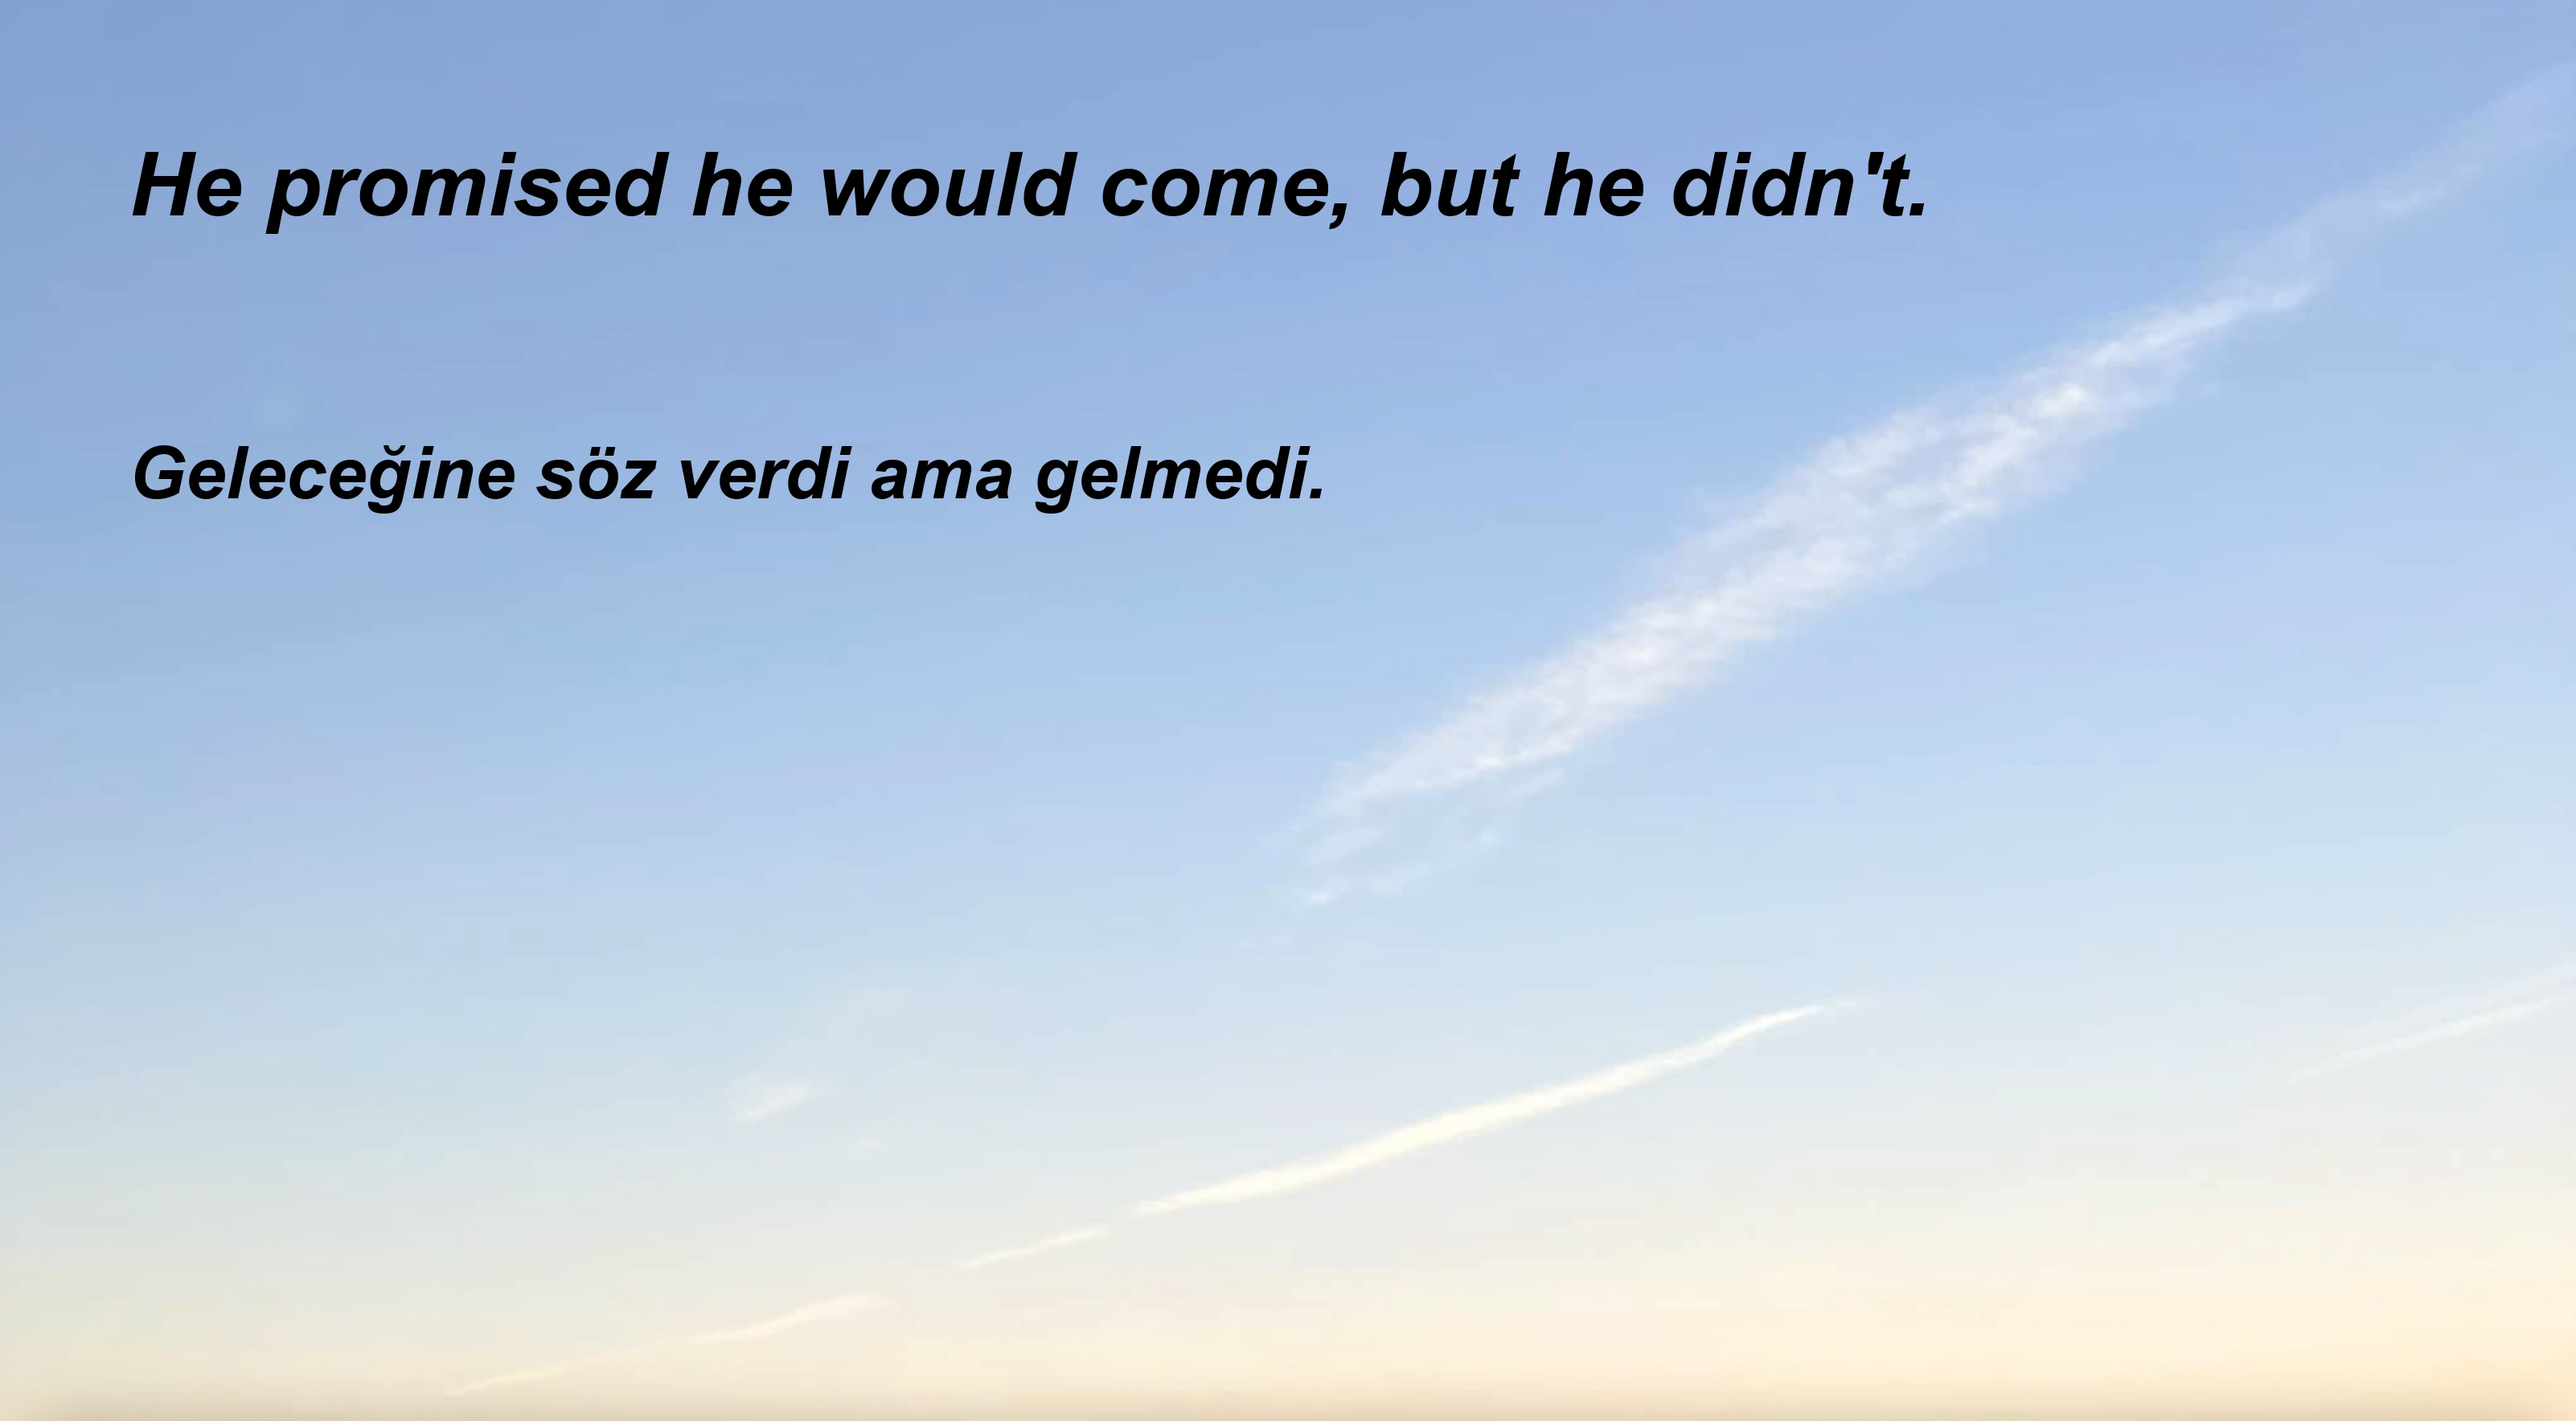 He promised he would come, but he didn't.
Geleceğine söz verdi ama gelmedi.